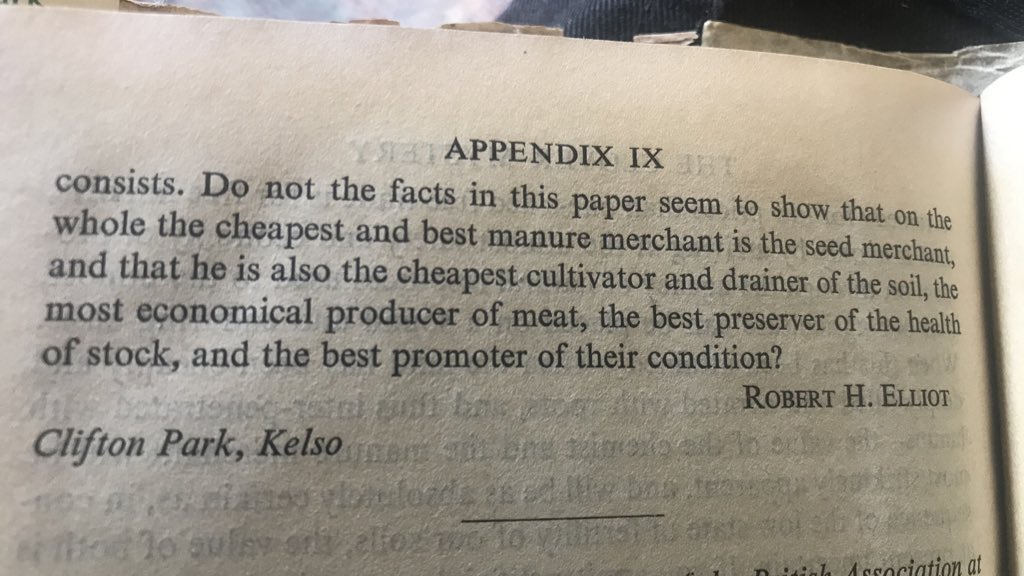 APPENDIX IX
consists. Do not the facts in this paper seem to show that on the
whole the cheapest and best manure merchant is the seed merchant,
and that he is also the cheapest cultivator and drainer of the soil, the
most economical producer of meat, the best preserver of the health
of stock, and the best promoter of their condition?
ROBERT H. ELLIOT
Clifton Park, Kelso
British Association at